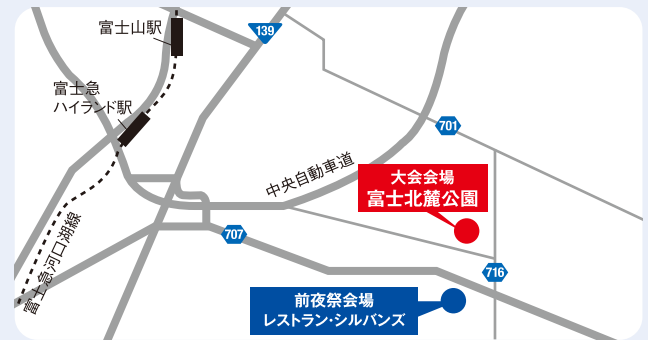 富士山駅
139
富士急
ハイランド駅
701
中央自動車道
大会会場
富士北麓公園
富士急河口湖線
707
716
前夜祭会場
レストラン・シルバンズ